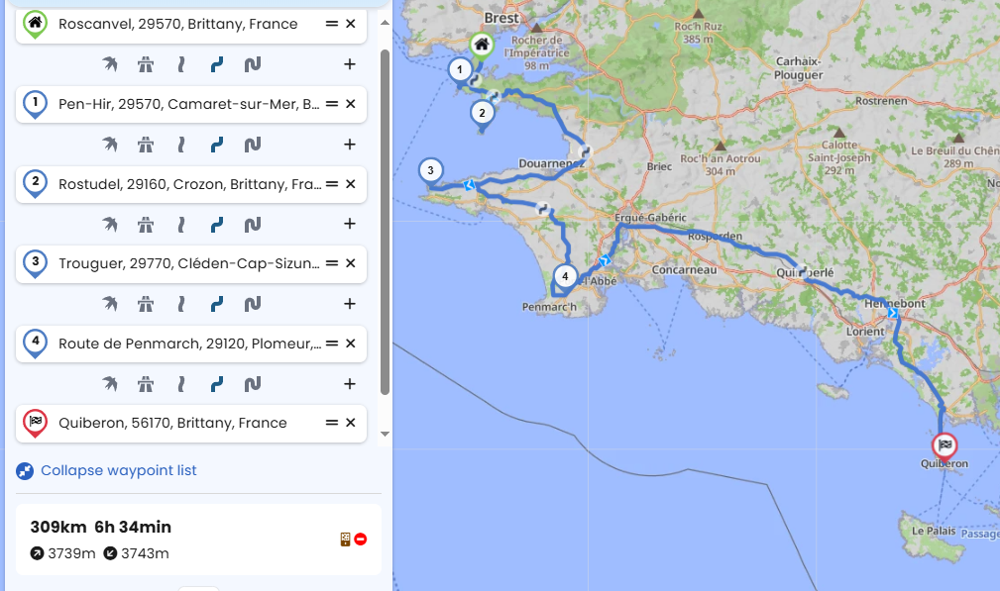 Roscanvel, 29570, Brittany, France
1 Pen-Hir, 29570, Camaret-sur-Mer, B...
2 Rostudel, 29160, Crozon, Brittany, Fra...
3 Trouguer, 29770, Cléden-Cap-Sizun...
4 Route de Penmarch, 29120, Plomeur,...
Quiberon, 56170, Brittany, France
Collapse waypoint list
309km 6h 34min
3739m 3743m
Brest
Roc'h Ruz
385 m
Rocher de
l'Impératrice
98 m
Carhaix-
Plouguer
1
Rostrenen
2
Calotte
Saint-Joseph
292 m
Le Breuil du Chên
289 m
Roc'h an Aotrou
304 m
Douarnenez
Briec
3
No
Ergué-Gabéric
Rosporden
Concarneau
Quimperlé
4
l'Abbé
Penmarc'h
Hennebont
Lorient
Quiberon
Le Palais
Passage